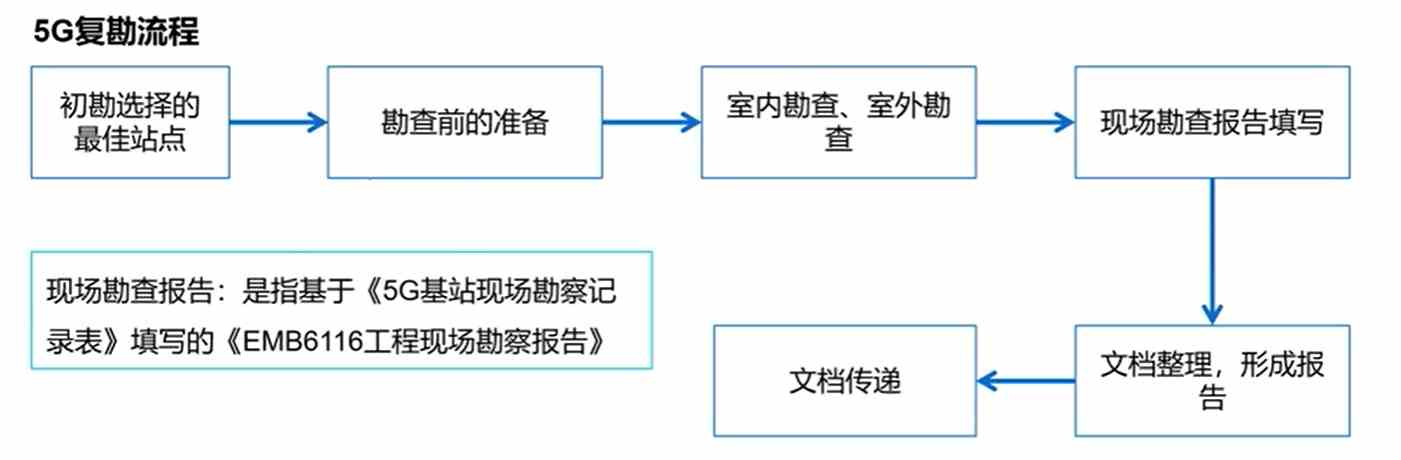 5G复勘流程
初勘选择的
最佳站点
勘查前的准备
室内勘查、室外勘
查
现场勘查报告填写
现场勘查报告：是指基于《5G基站现场勘察记
录表》填写的《EMB6116工程现场勘察报告》
文档传递
文档整理，形成报
告